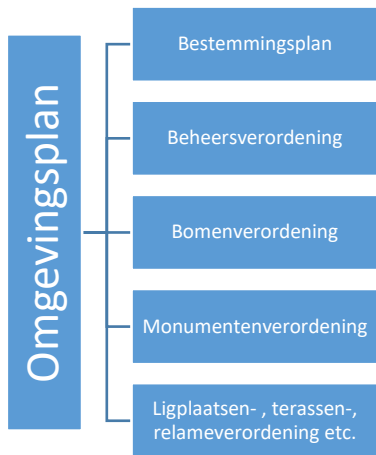 Omgevingsplan
Bestemmingsplan
Beheersverordening
Bomenverordening
Monumentenverordening
Ligplaatsen- , terassen-,
relameverordening etc.